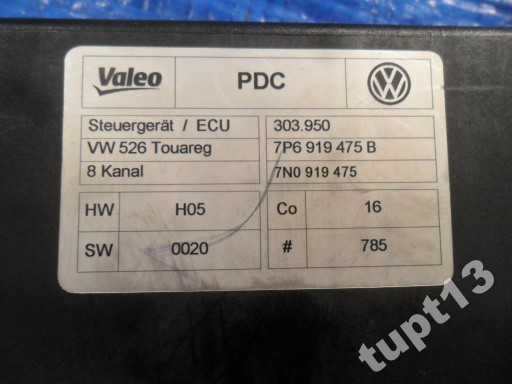 Valeo PDC VW
Steuergerät / ECU 303.950
VW 526 Touareg 7P6 919 475 B
8 Kanal 7N0 919 475
HW H05 Co 16
SW 0020 # 785
tupt13